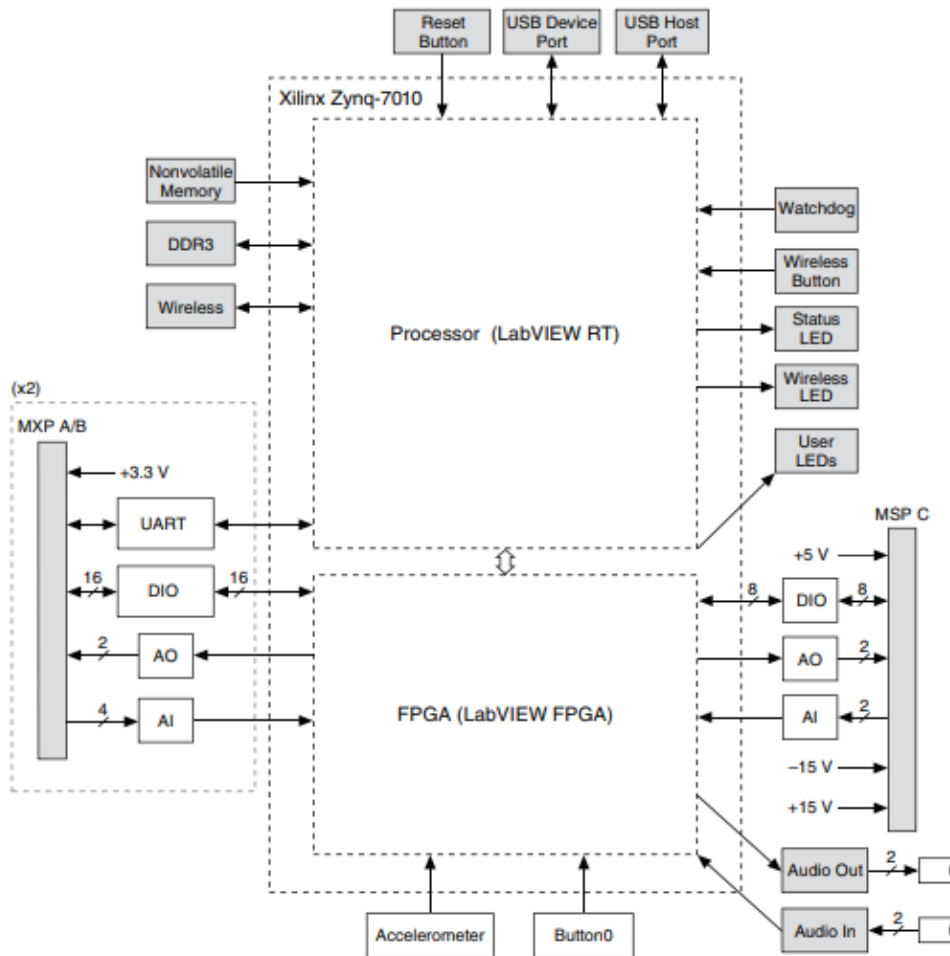 Reset
Button
USB Device
Port
USB Host
Port
Xilinx Zynq-7010
Nonvolatile
Memory
DDR3
Wireless
Processor (LabVIEW RT)
Watchdog
Wireless
Button
Status
LED
Wireless
LED
User
LEDs
(x2)
MXP A/B
+3.3 V
UART
16
DIO
16
2
AO
4
AI
FPGA (LabVIEW FPGA)
MSP C
+5 V
8
DIO
8
AO
2
AI
2
–15 V
+15 V
Audio Out
2
Audio In
2
Accelerometer
Button0